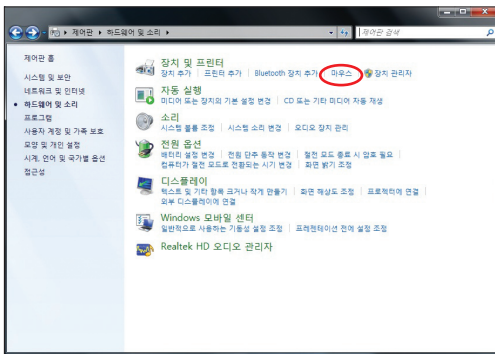 제어판 ▸ 하드웨어 및 소리 ▸
제어판 검색
제어판 홈
시스템 및 보안
네트워크 및 인터넷
하드웨어 및 소리
프로그램
사용자 계정 및 가족 보호
모양 및 개인 설정
시계, 언어 및 국가별 옵션
접근성
장치 및 프린터
장치 추가 | 프린터 추가 | Bluetooth 장치 추가 | 마우스 | 장치 관리자
자동 실행
미디어 또는 장치의 기본 설정 변경 | CD 또는 기타 미디어 자동 재생
소리
시스템 볼륨 조정 | 시스템 소리 변경 | 오디오 장치 관리
전원 옵션
배터리 설정 변경 | 전원 단추 동작 변경 | 절전 모드 종료 시 암호 필요 |
컴퓨터가 절전 모드로 전환되는 시기 변경 | 화면 밝기 조정
디스플레이
텍스트 및 기타 항목 크거나 작게 만들기 | 화면 해상도 조정 | 프로젝터에 연결 |
외부 디스플레이에 연결
Windows 모바일 센터
일반적으로 사용하는 기동성 설정 조정 | 프레젠테이션 전에 설정 조정
Realtek HD 오디오 관리자